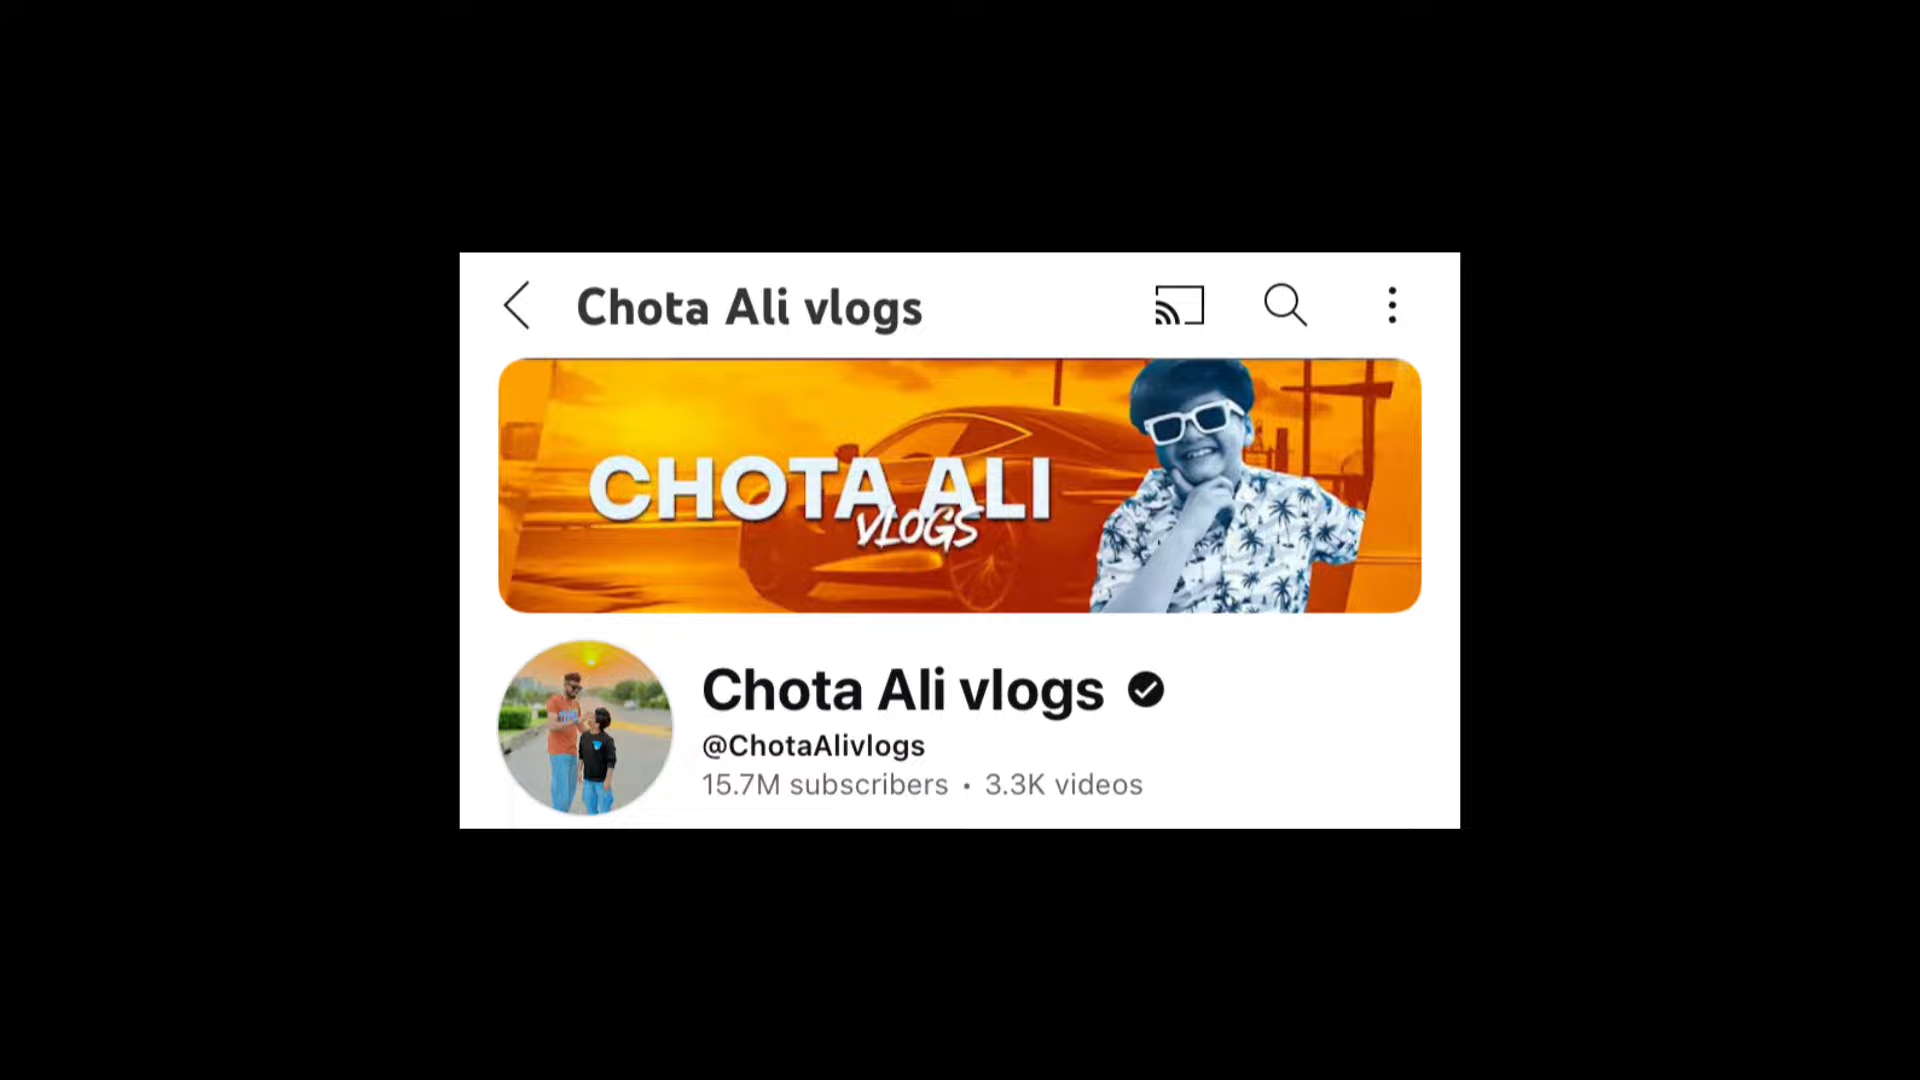 Chota Ali vlogs
CHOTA ALI
VLOGS
Chota Ali vlogs
@ChotaAlivlogs
15.7M subscribers • 3.3K videos